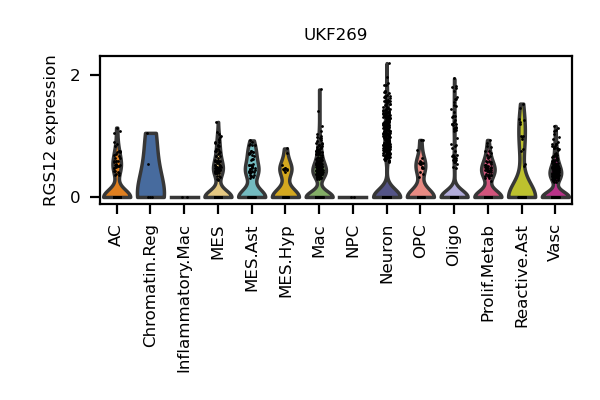 UKF269
RGS12 expression
2
0
AC
Chromatin.Reg
Inflammatory.Mac
MES
MES.Ast
MES.Hyp
Mac
NPC
Neuron
OPC
Oligo
Prolif.Metab
Reactive.Ast
Vasc